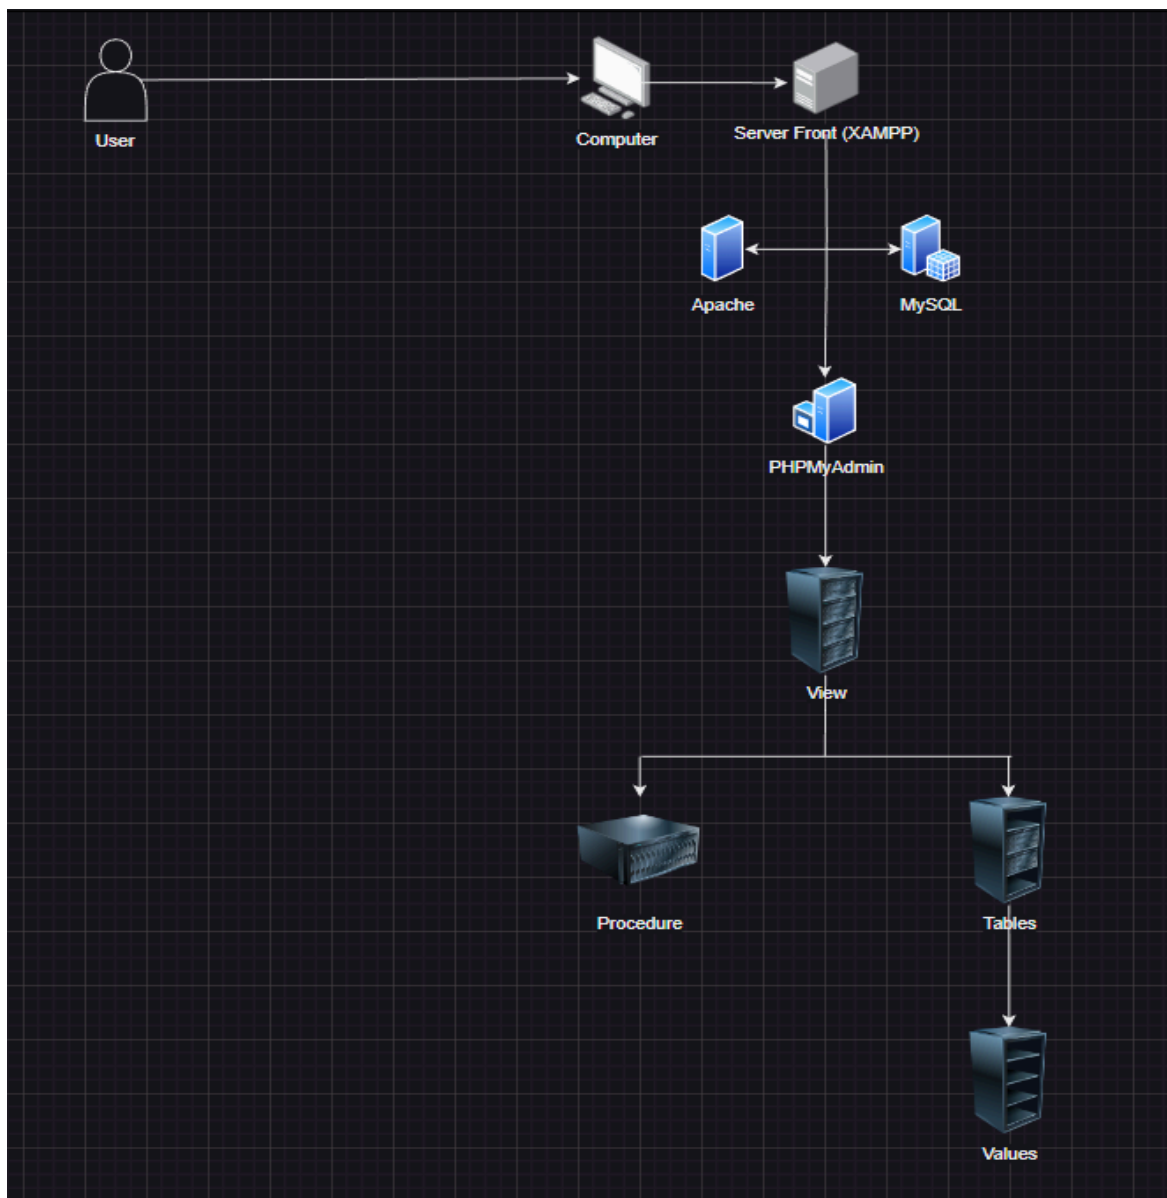 User
Computer
Server Front (XAMPP)
Apache
MySQL
PHPMyAdmin
View
Procedure
Tables
Values